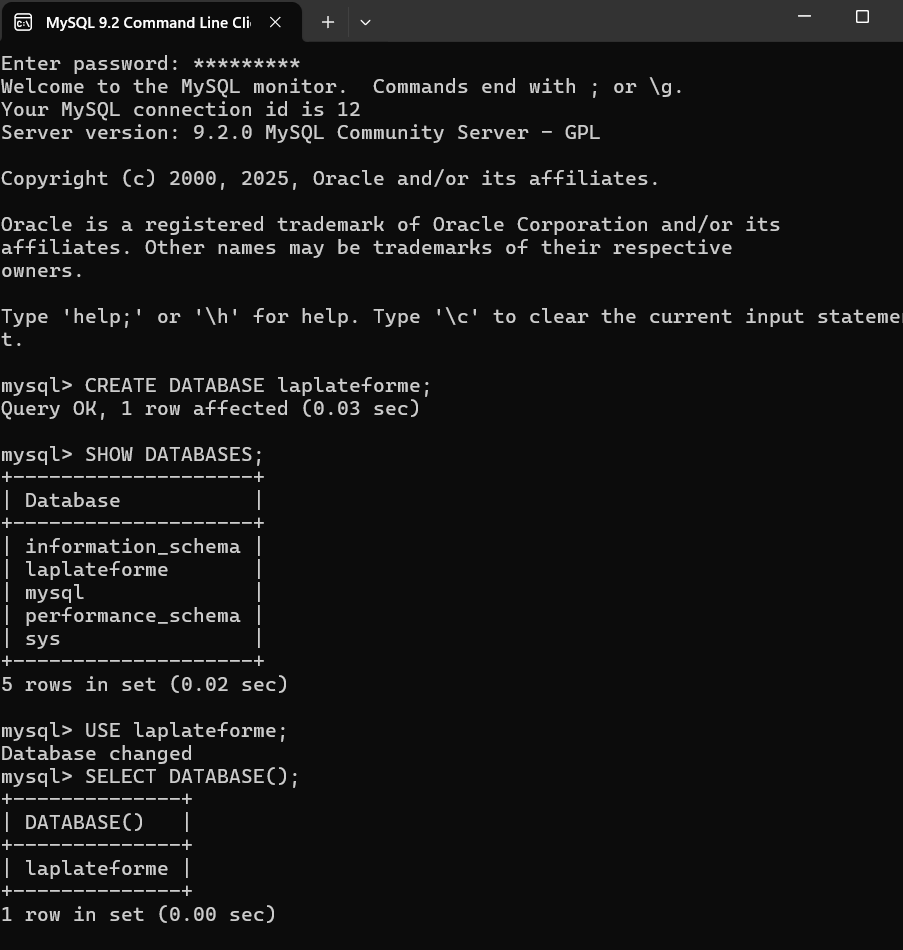 MySQL 9.2 Command Line Cli
Enter password: *********
Welcome to the MySQL monitor.  Commands end with ; or \g.
Your MySQL connection id is 12
Server version: 9.2.0 MySQL Community Server - GPL
Copyright (c) 2000, 2025, Oracle and/or its affiliates.
Oracle is a registered trademark of Oracle Corporation and/or its
affiliates. Other names may be trademarks of their respective
owners.
Type 'help;' or '\h' for help. Type '\c' to clear the current input statemen
t.
mysql> CREATE DATABASE laplateforme;
Query OK, 1 row affected (0.03 sec)
mysql> SHOW DATABASES;
+--------------------+
| Database           |
+--------------------+
| information_schema |
| laplateforme       |
| mysql              |
| performance_schema |
| sys                |
+--------------------+
5 rows in set (0.02 sec)
mysql> USE laplateforme;
Database changed
mysql> SELECT DATABASE();
+--------------+
| DATABASE()   |
+--------------+
| laplateforme |
+--------------+
1 row in set (0.00 sec)